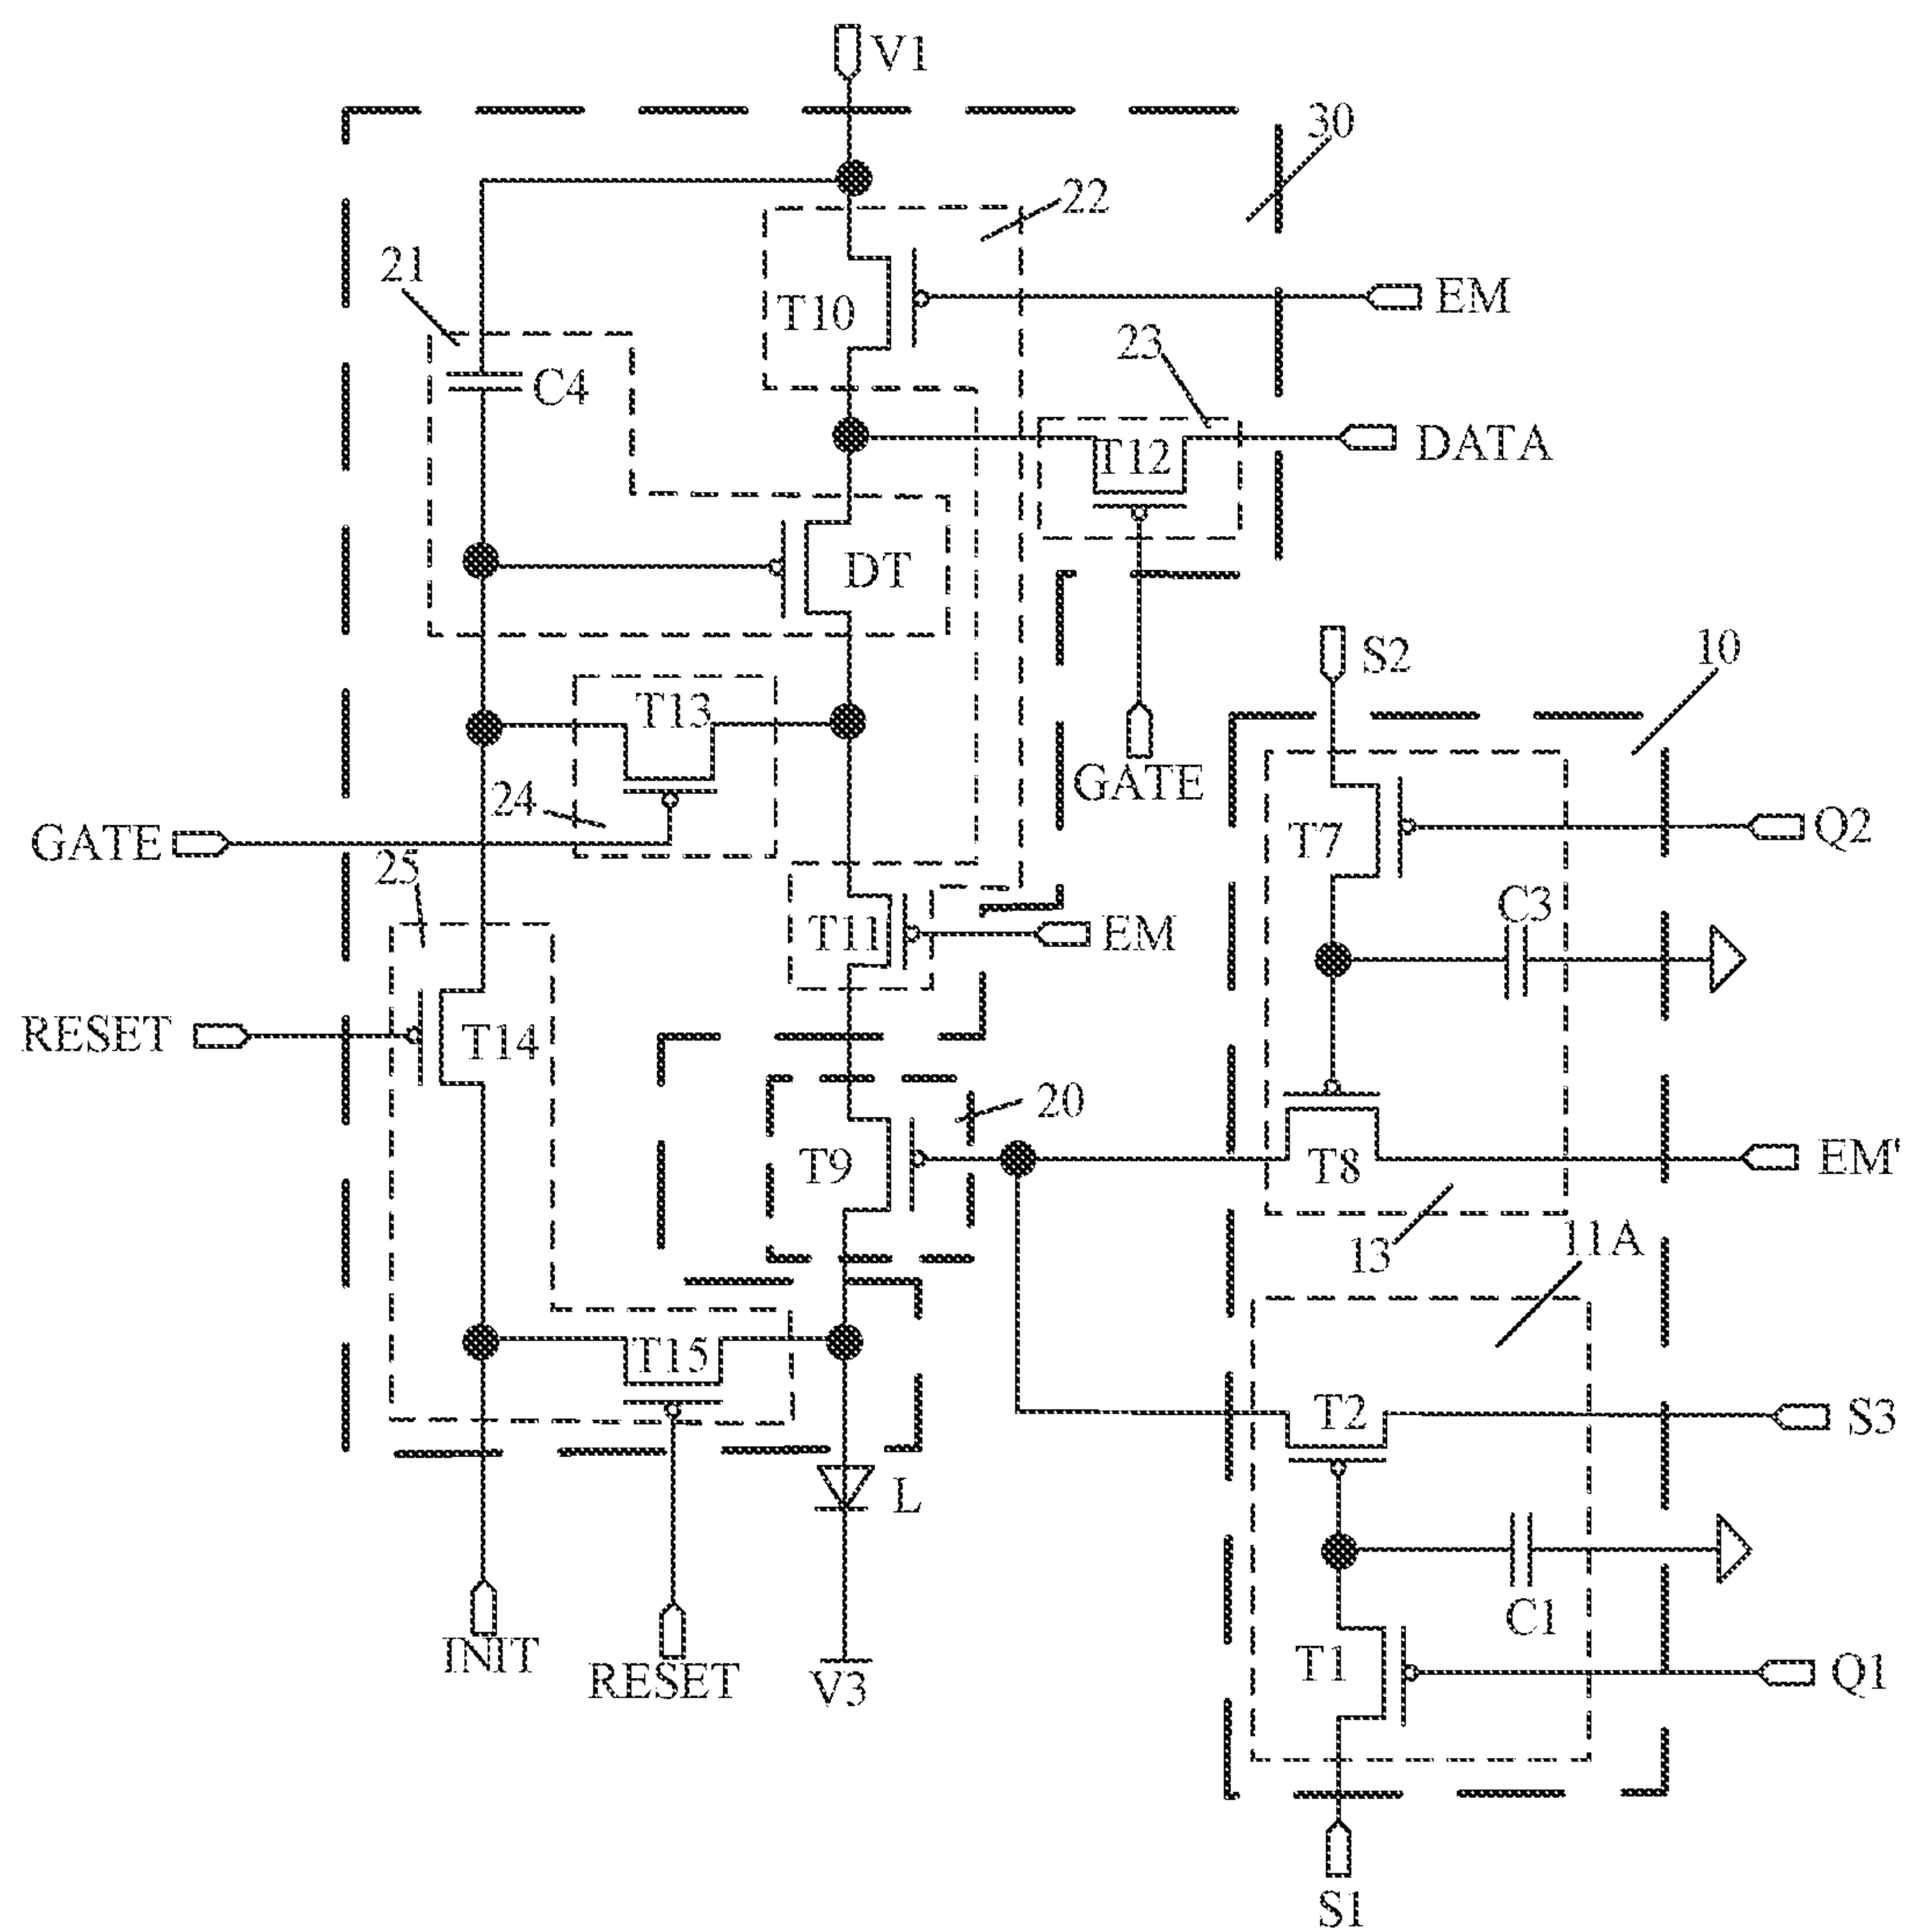 V1
30
22
21
T10
EM
23
C4
T12
DATA
DT
S2
10
T13
GATE
24
T7
Q2
GATE
25
C3
T11
EM
RESET
T14
20
T9
T8
EM'
13
11A
T15
T2
S3
L
C1
INIT
T1
Q1
RESET
V3
S1